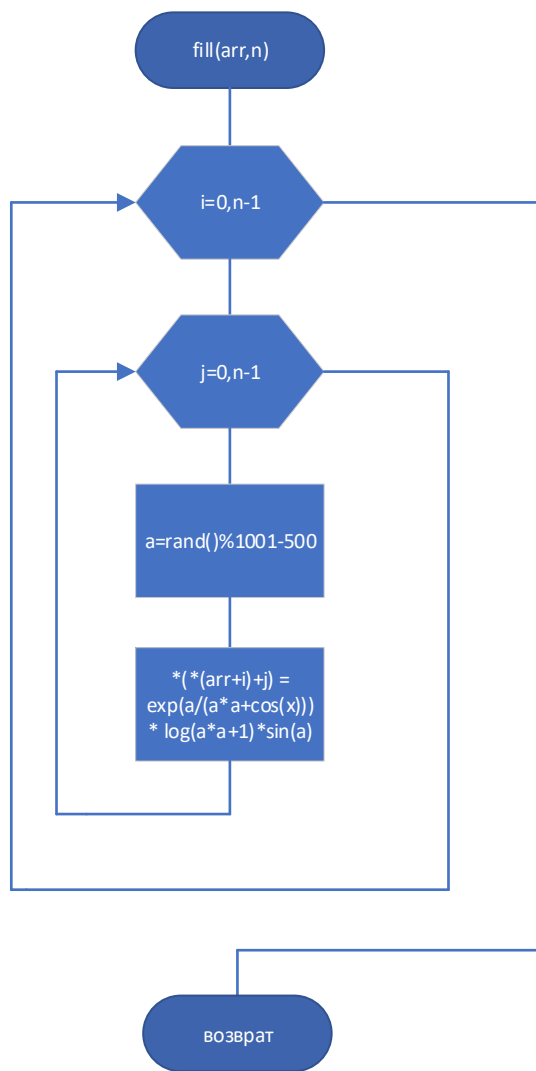 fill(arr,n)
i=0,n-1
j=0,n-1
a=rand()%1001-500
*(*(arr+i)+j) =
exp(a/(a*a+cos(x)))
* log(a*a+1)*sin(a)
возврат